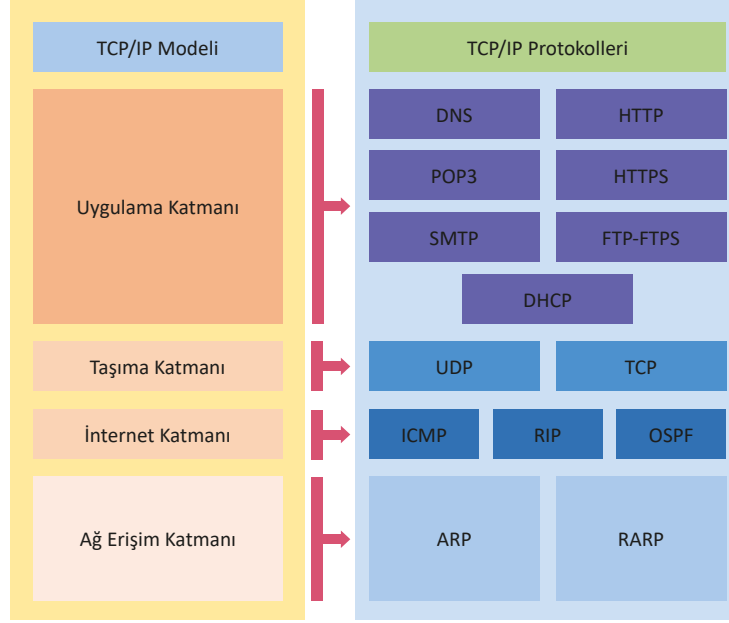 TCP/IP Modeli
TCP/IP Protokolleri
Uygulama Katmanı
DNS
HTTP
POP3
HTTPS
SMTP
FTP-FTPS
DHCP
Taşıma Katmanı
UDP
TCP
İnternet Katmanı
ICMP
RIP
OSPF
Ağ Erişim Katmanı
ARP
RARP